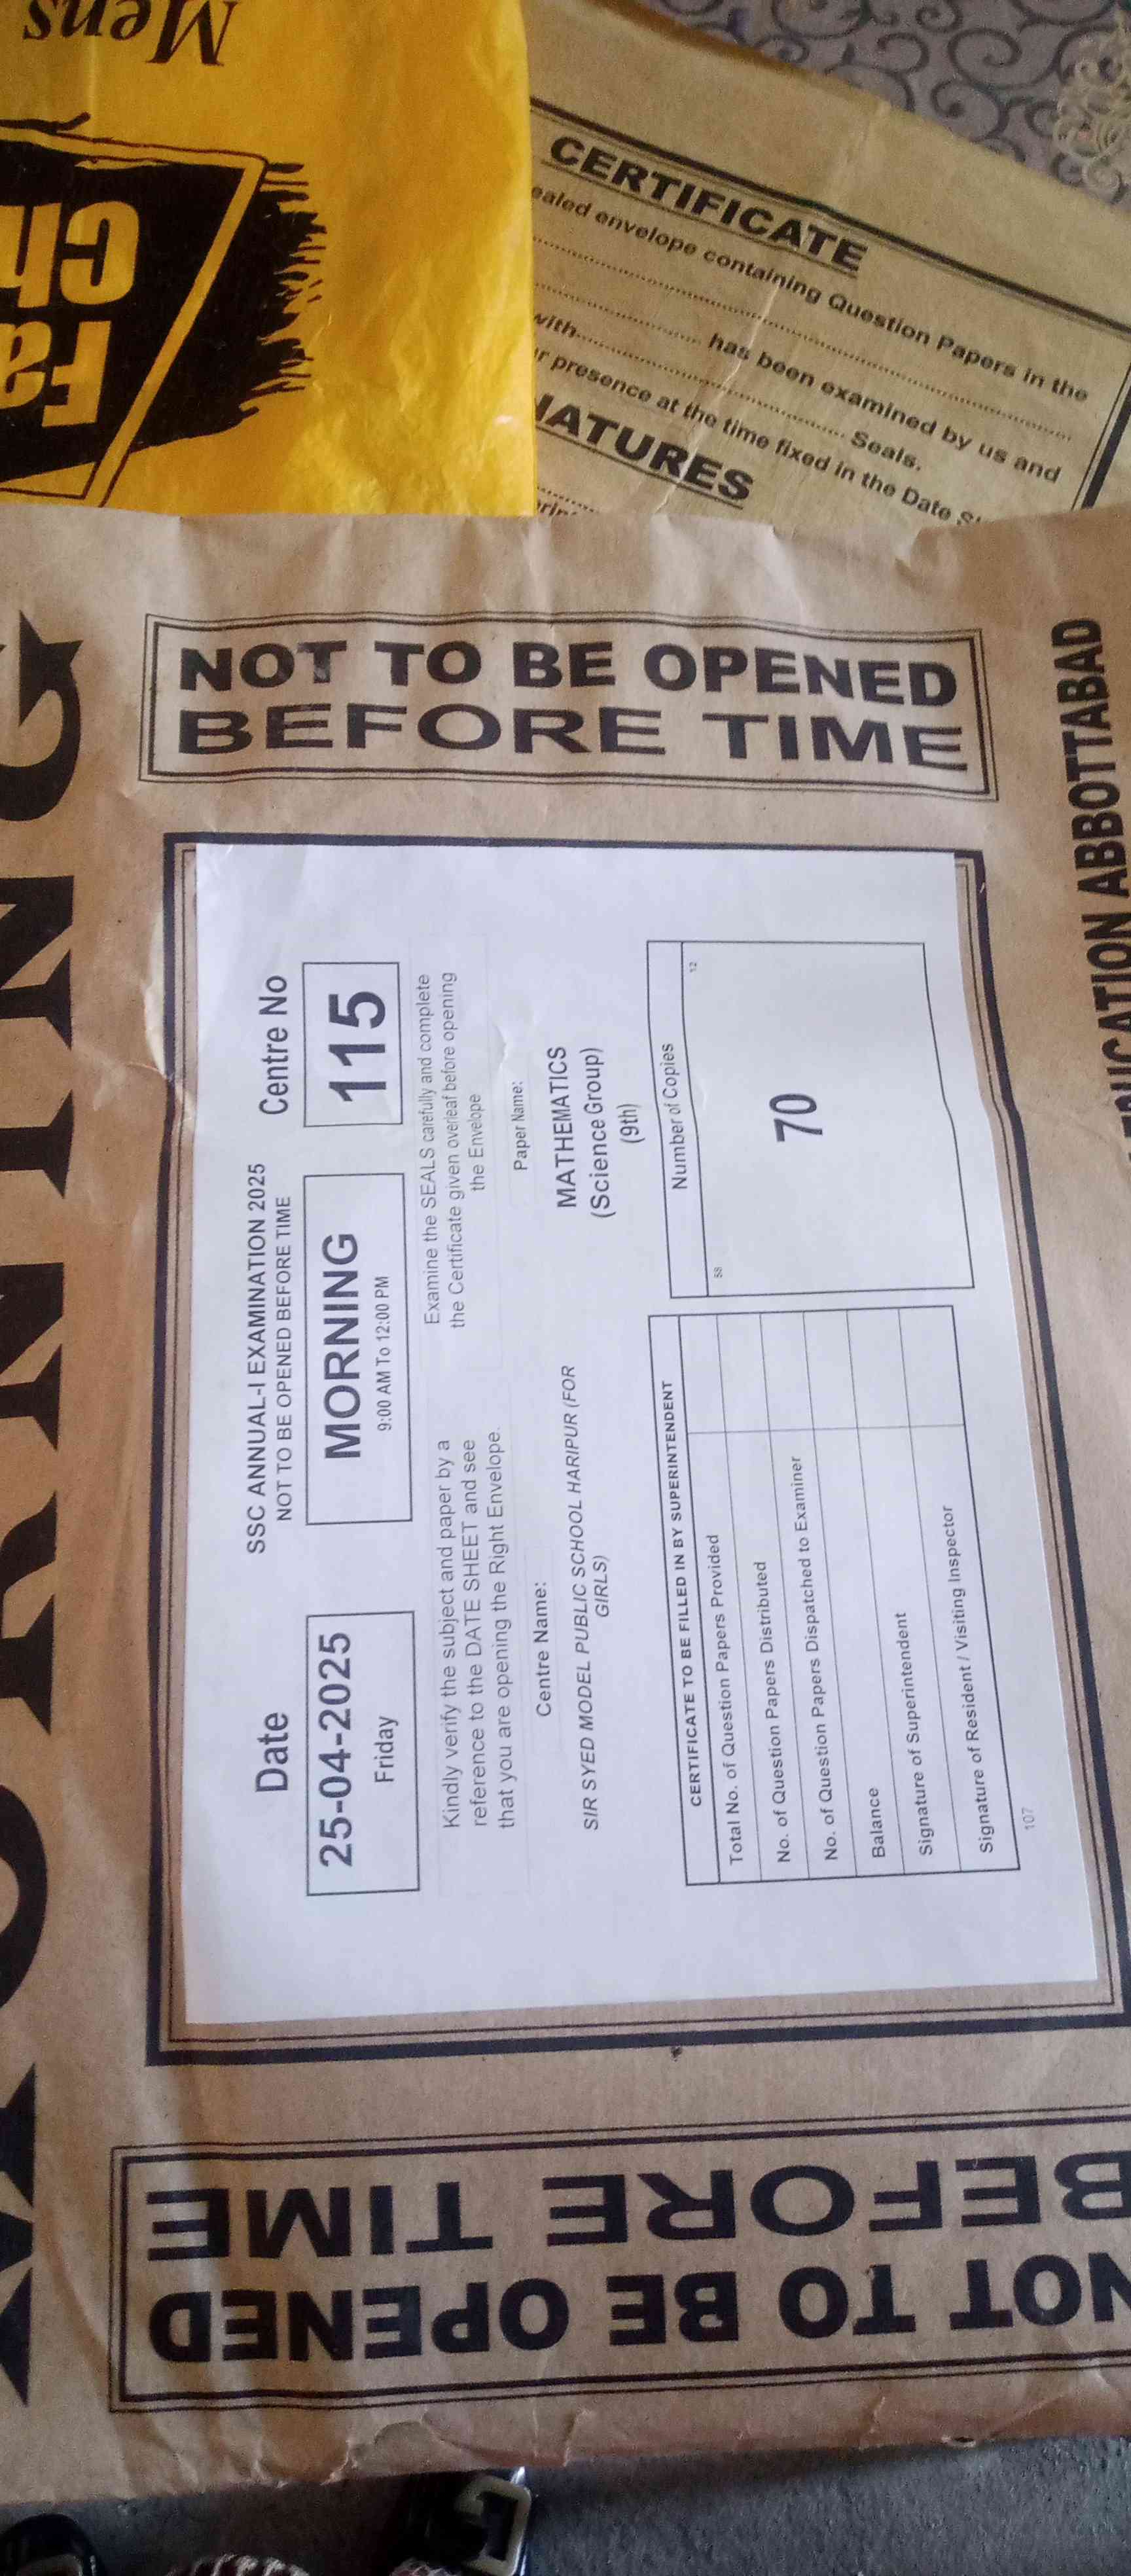 Mens
Fa
Ch
CERTIFICATE
ealed envelope containing Question Papers in the
has been examined by us and
with.......... Seals.
r presence at the time fixed in the Date
NATURES
MORNING
NOT TO BE OPENED
BEFORE TIME
SSC ANNUAL-I EXAMINATION 2025
NOT TO BE OPENED BEFORE TIME
Date
25-04-2025
Friday
MORNING
9:00 AM To 12:00 PM
Centre No
115
Kindly verify the subject and paper by a
reference to the DATE SHEET and see
that you are opening the Right Envelope.
Examine the SEALS carefully and complete
the Certificate given overleaf before opening
the Envelope
Centre Name:
SIR SYED MODEL PUBLIC SCHOOL HARIPUR (FOR
GIRLS)
Paper Name:
MATHEMATICS
(Science Group)
(9th)
CERTIFICATE TO BE FILLED IN BY SUPERINTENDENT
Total No. of Question Papers Provided
No. of Question Papers Distributed
No. of Question Papers Dispatched to Examiner
Balance
Signature of Superintendent
Signature of Resident / Visiting Inspector
107
Number of Copies
58
12
70
EDUCATION ABBOTTABAD
NOT TO BE OPENED
BEFORE TIME